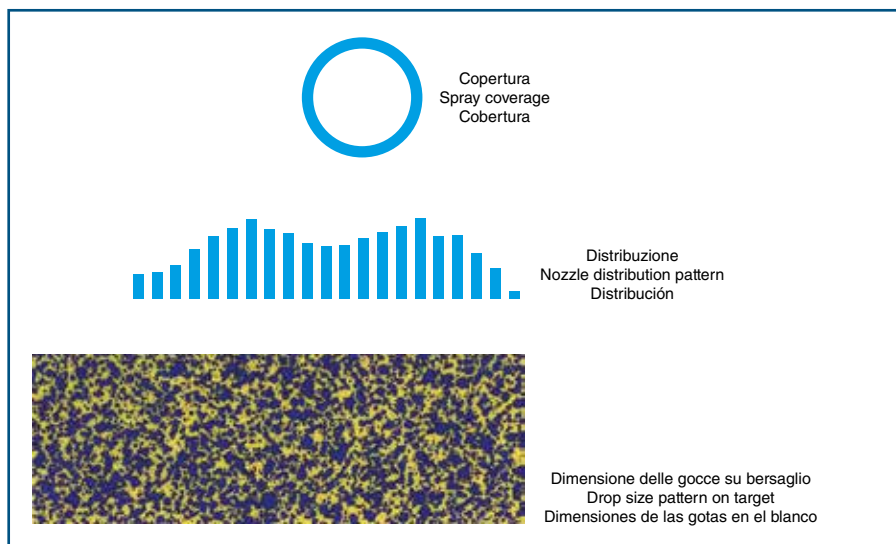 Copertura
Spray coverage
Cobertura
Distribuzione
Nozzle distribution pattern
Distribución
Dimensione delle gocce su bersaglio
Drop size pattern on target
Dimensiones de las gotas en el blanco